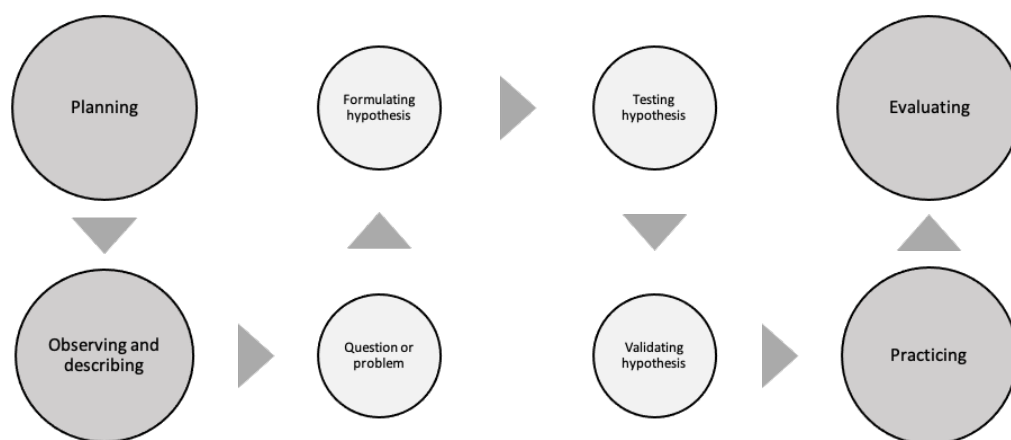 Planning
Observing and
describing
Question or
problem
Formulating
hypothesis
Testing
hypothesis
Validating
hypothesis
Practicing
Evaluating